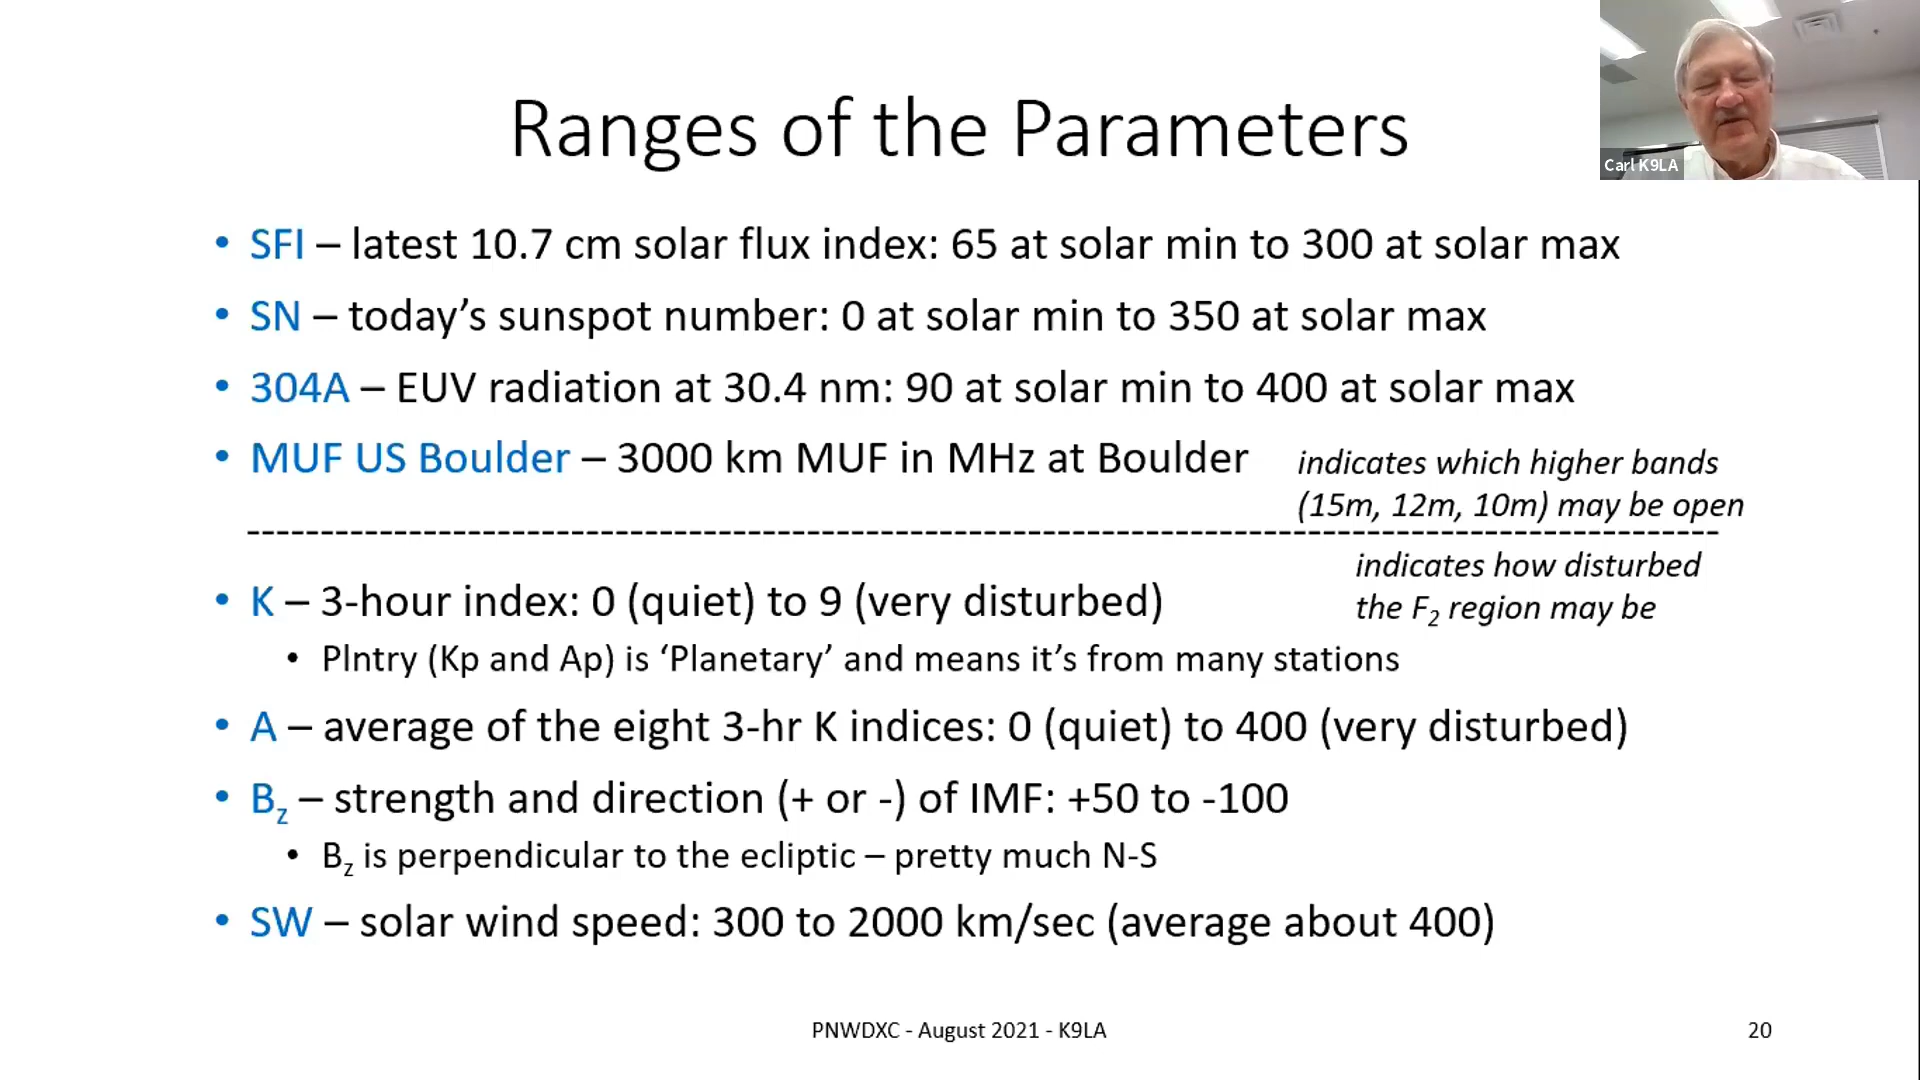 Carl K9LA
Ranges of the Parameters
• SFI – latest 10.7 cm solar flux index: 65 at solar min to 300 at solar max
• SN – today’s sunspot number: 0 at solar min to 350 at solar max
• 304A – EUV radiation at 30.4 nm: 90 at solar min to 400 at solar max
• MUF US Boulder – 3000 km MUF in MHz at Boulder
indicates which higher bands
(15m, 12m, 10m) may be open
indicates how disturbed
the F2 region may be
• K – 3-hour index: 0 (quiet) to 9 (very disturbed)
• Plntry (Kp and Ap) is ‘Planetary’ and means it’s from many stations
• A – average of the eight 3-hr K indices: 0 (quiet) to 400 (very disturbed)
• Bz – strength and direction (+ or -) of IMF: +50 to -100
• Bz is perpendicular to the ecliptic – pretty much N-S
• SW – solar wind speed: 300 to 2000 km/sec (average about 400)
PNWDXC - August 2021 - K9LA
20